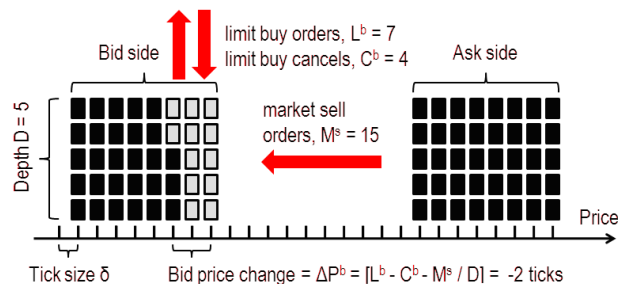 limit buy orders, Lᵇ = 7
limit buy cancels, Cᵇ = 4
Bid side
Ask side
market sell
orders, Mˢ = 15
Depth D = 5
Price
Tick size δ
Bid price change = ΔPᵇ = ⌈Lᵇ - Cᵇ - Mˢ / D⌉ = -2 ticks